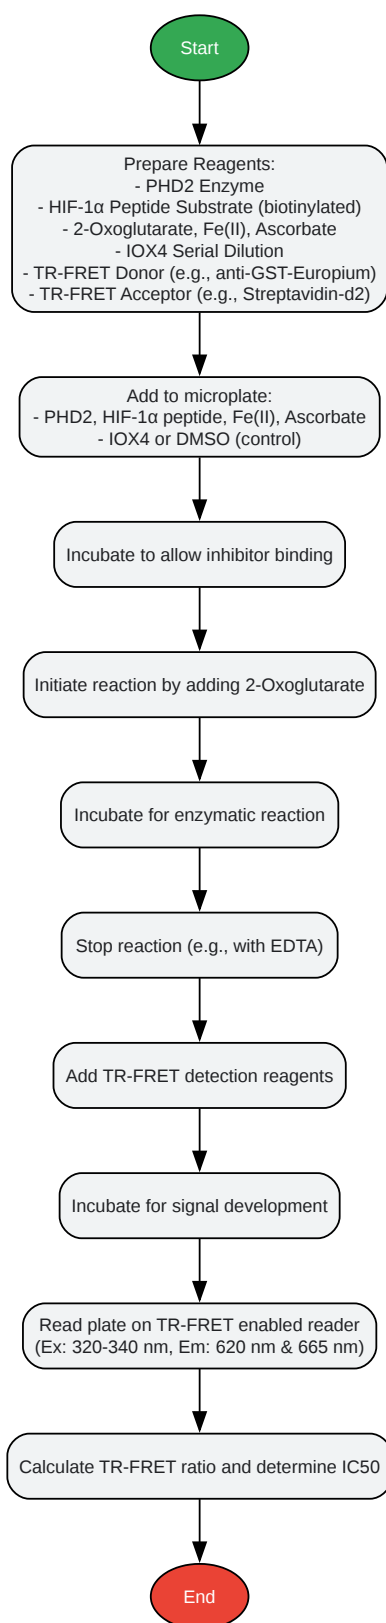 Start
Prepare Reagents:
- PHD2 Enzyme
- HIF-1α Peptide Substrate (biotinylated)
- 2-Oxoglutarate, Fe(II), Ascorbate
- IOX4 Serial Dilution
- TR-FRET Donor (e.g., anti-GST-Europium)
- TR-FRET Acceptor (e.g., Streptavidin-d2)
Add to microplate:
- PHD2, HIF-1α peptide, Fe(II), Ascorbate
- IOX4 or DMSO (control)
Incubate to allow inhibitor binding
Initiate reaction by adding 2-Oxoglutarate
Incubate for enzymatic reaction
Stop reaction (e.g., with EDTA)
Add TR-FRET detection reagents
Incubate for signal development
Read plate on TR-FRET enabled reader
(Ex: 320-340 nm, Em: 620 nm & 665 nm)
Calculate TR-FRET ratio and determine IC50
End